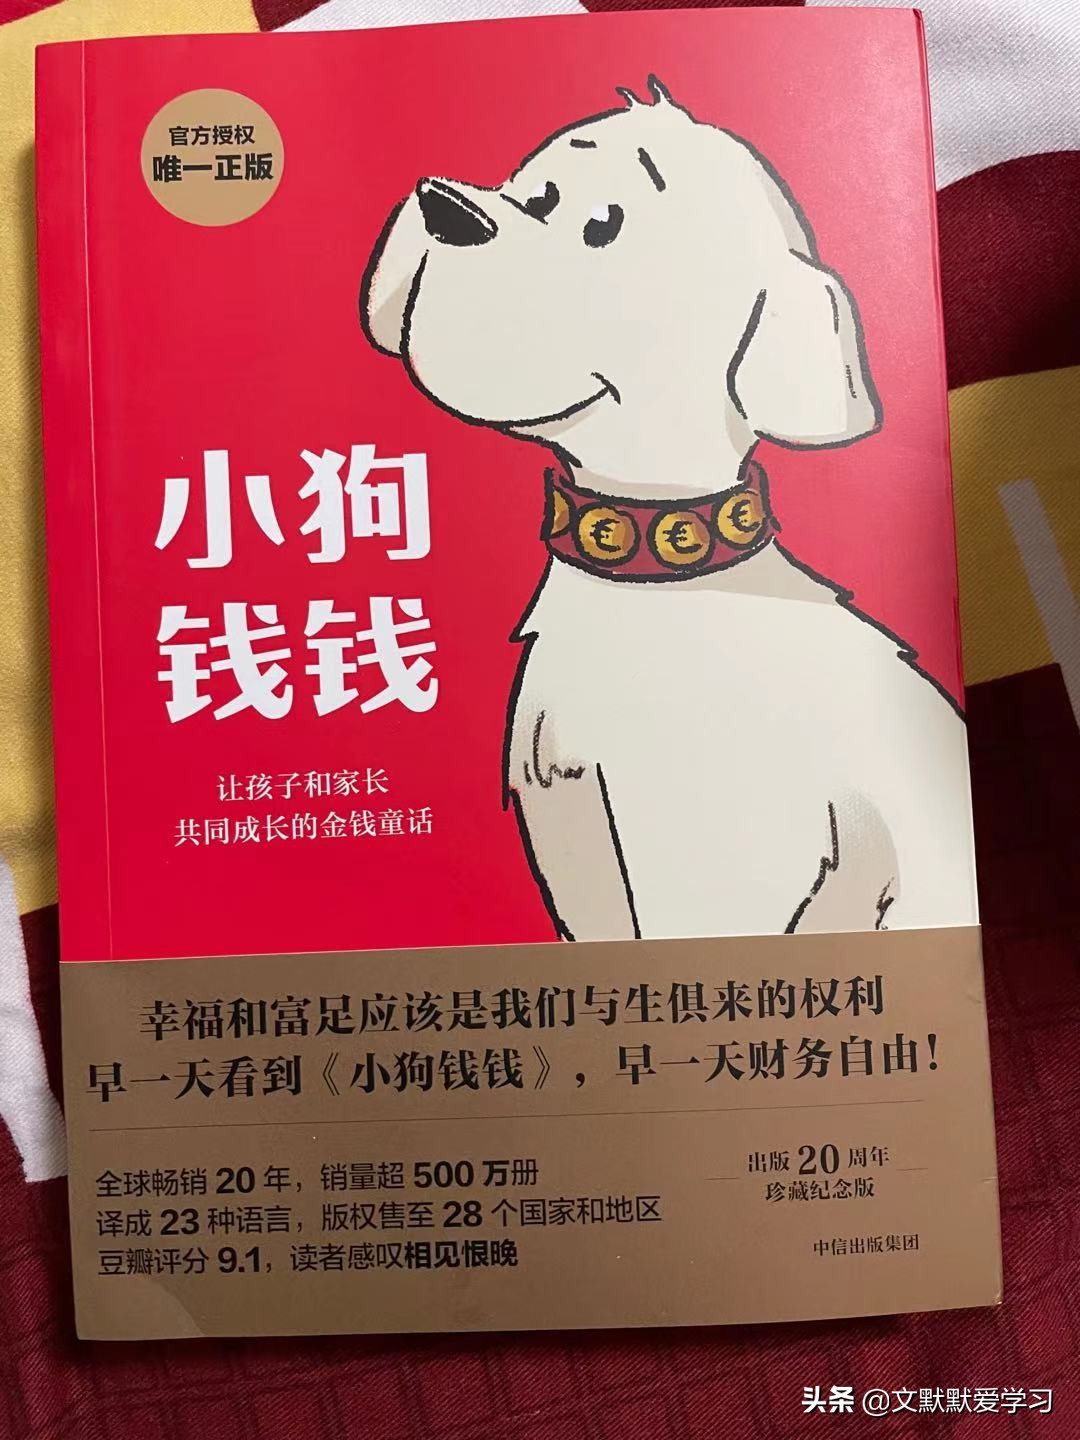 官方授权
唯一正版
小狗
钱钱
让孩子和家长
共同成长的金钱童话
€ € €
幸福和富足应该是我们与生俱来的权利
早一天看到《小狗钱钱》，早一天财务自由！
全球畅销 20 年，销量超 500 万册
译成 23 种语言，版权售至 28 个国家和地区
豆瓣评分 9.1，读者感叹相见恨晚
出版 20 周年
珍藏纪念版
中信出版集团
头条 @文默默爱学习